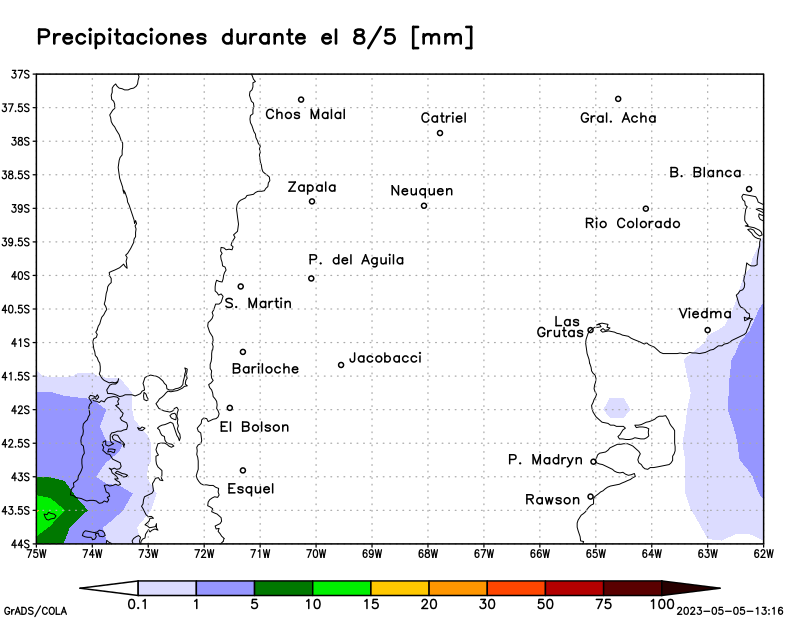 Precipitaciones durante el 8/5 [mm]
37S
37.5S
38S
38.5S
39S
39.5S
40S
40.5S
41S
41.5S
42S
42.5S
43S
43.5S
44S
Chos Malal
Catriel
Gral. Acha
B. Blanca
Zapala
Neuquen
Rio Colorado
P. del Aguila
S. Martin
Las
Grutas
Viedma
Bariloche
Jacobacci
El Bolson
P. Madryn
Esquel
Rawson
75W 74W 73W 72W 71W 70W 69W 68W 67W 66W 65W 64W 63W 62W
0.1 1 5 10 15 20 30 50 75 100
GrADS/COLA
2023-05-05-13:16